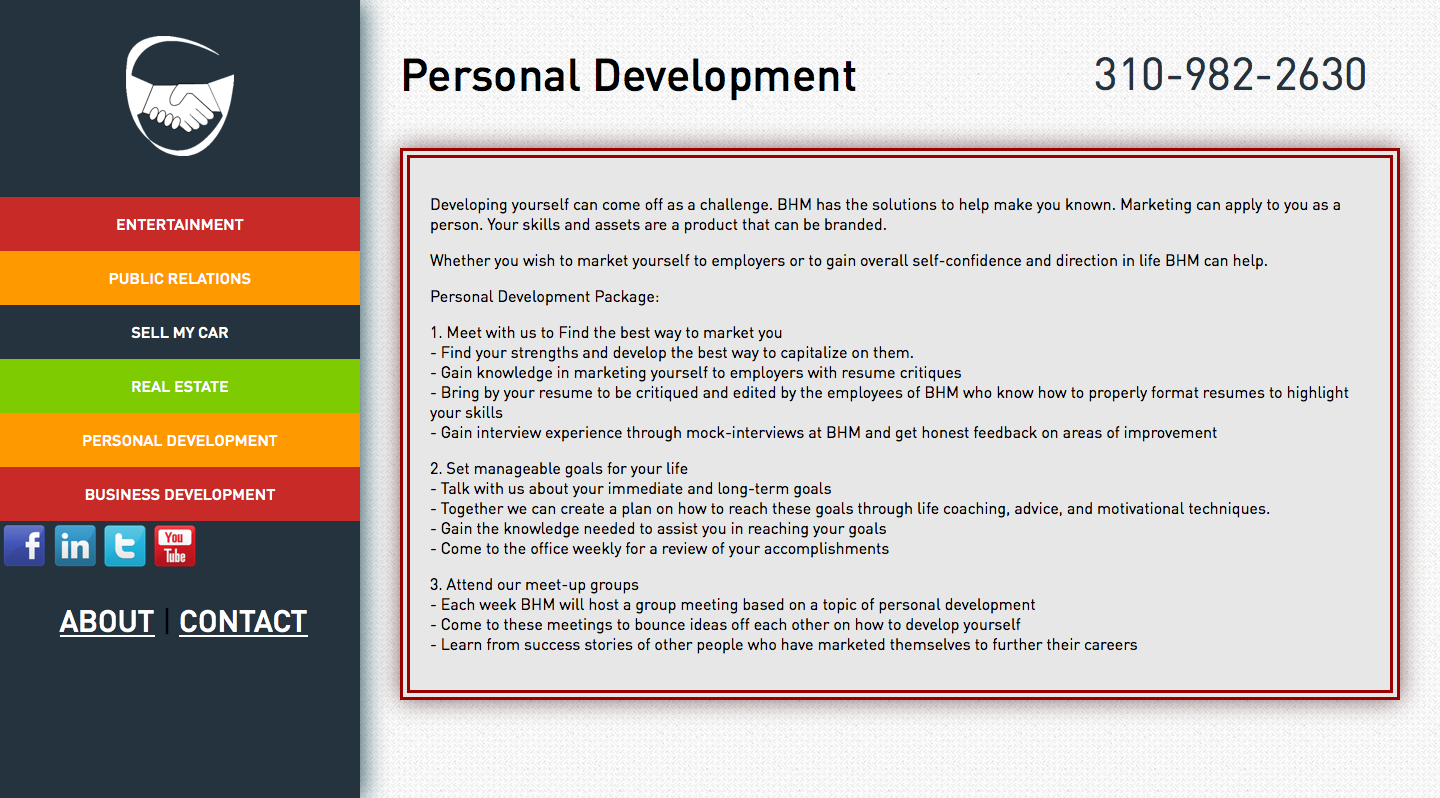 ENTERTAINMENT
PUBLIC RELATIONS
SELL MY CAR
REAL ESTATE
PERSONAL DEVELOPMENT
BUSINESS DEVELOPMENT
f in t You Tube
ABOUT | CONTACT
Personal Development
310-982-2630
Developing yourself can come off as a challenge. BHM has the solutions to help make you known. Marketing can apply to you as a
person. Your skills and assets are a product that can be branded.
Whether you wish to market yourself to employers or to gain overall self-confidence and direction in life BHM can help.
Personal Development Package:
1. Meet with us to Find the best way to market you
- Find your strengths and develop the best way to capitalize on them.
- Gain knowledge in marketing yourself to employers with resume critiques
- Bring by your resume to be critiqued and edited by the employees of BHM who know how to properly format resumes to highlight
your skills
- Gain interview experience through mock-interviews at BHM and get honest feedback on areas of improvement
2. Set manageable goals for your life
- Talk with us about your immediate and long-term goals
- Together we can create a plan on how to reach these goals through life coaching, advice, and motivational techniques.
- Gain the knowledge needed to assist you in reaching your goals
- Come to the office weekly for a review of your accomplishments
3. Attend our meet-up groups
- Each week BHM will host a group meeting based on a topic of personal development
- Come to these meetings to bounce ideas off each other on how to develop yourself
- Learn from success stories of other people who have marketed themselves to further their careers